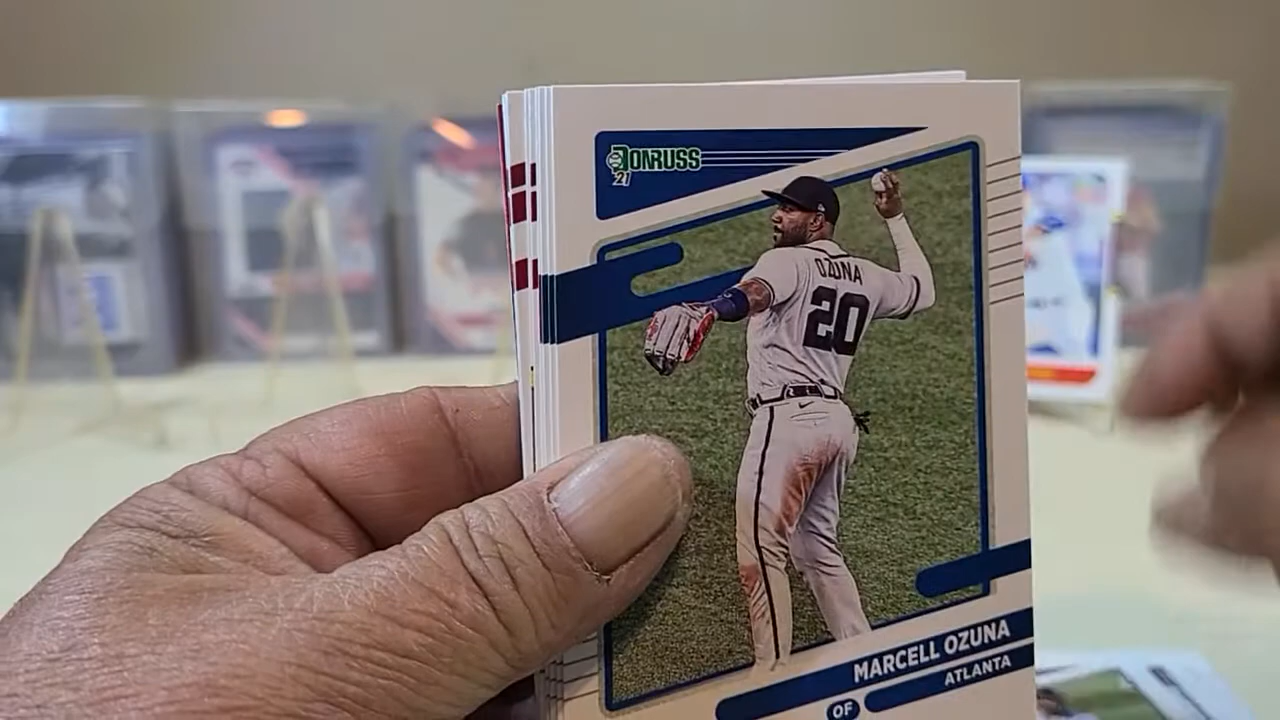 DONRUSS
21
OZUNA
20
MARCELL OZUNA
OF
ATLANTA